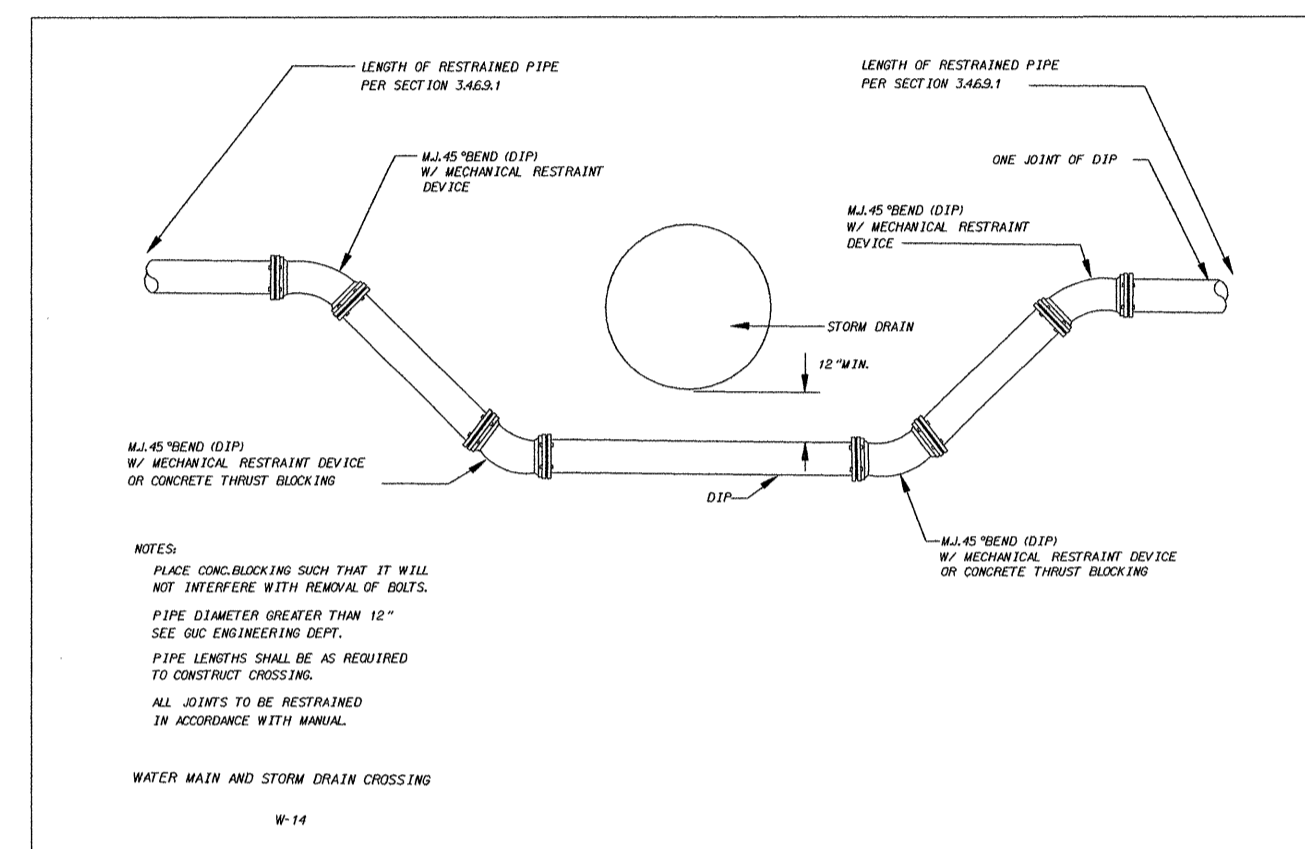 LENGTH OF RESTRAINED PIPE
PER SECTION 3.4.6.9.1
LENGTH OF RESTRAINED PIPE
PER SECTION 3.4.6.9.1
M.J. 45° BEND (DIP)
W/ MECHANICAL RESTRAINT
DEVICE
ONE JOINT OF DIP
M.J. 45° BEND (DIP)
W/ MECHANICAL RESTRAINT
DEVICE
STORM DRAIN
12" MIN.
M.J. 45° BEND (DIP)
W/ MECHANICAL RESTRAINT DEVICE
OR CONCRETE THRUST BLOCKING
DIP
M.J. 45° BEND (DIP)
W/ MECHANICAL RESTRAINT DEVICE
OR CONCRETE THRUST BLOCKING
NOTES:
PLACE CONC. BLOCKING SUCH THAT IT WILL
NOT INTERFERE WITH REMOVAL OF BOLTS.
PIPE DIAMETER GREATER THAN 12"
SEE GUC ENGINEERING DEPT.
PIPE LENGTHS SHALL BE AS REQUIRED
TO CONSTRUCT CROSSING.
ALL JOINTS TO BE RESTRAINED
IN ACCORDANCE WITH MANUAL.
WATER MAIN AND STORM DRAIN CROSSING
W-14